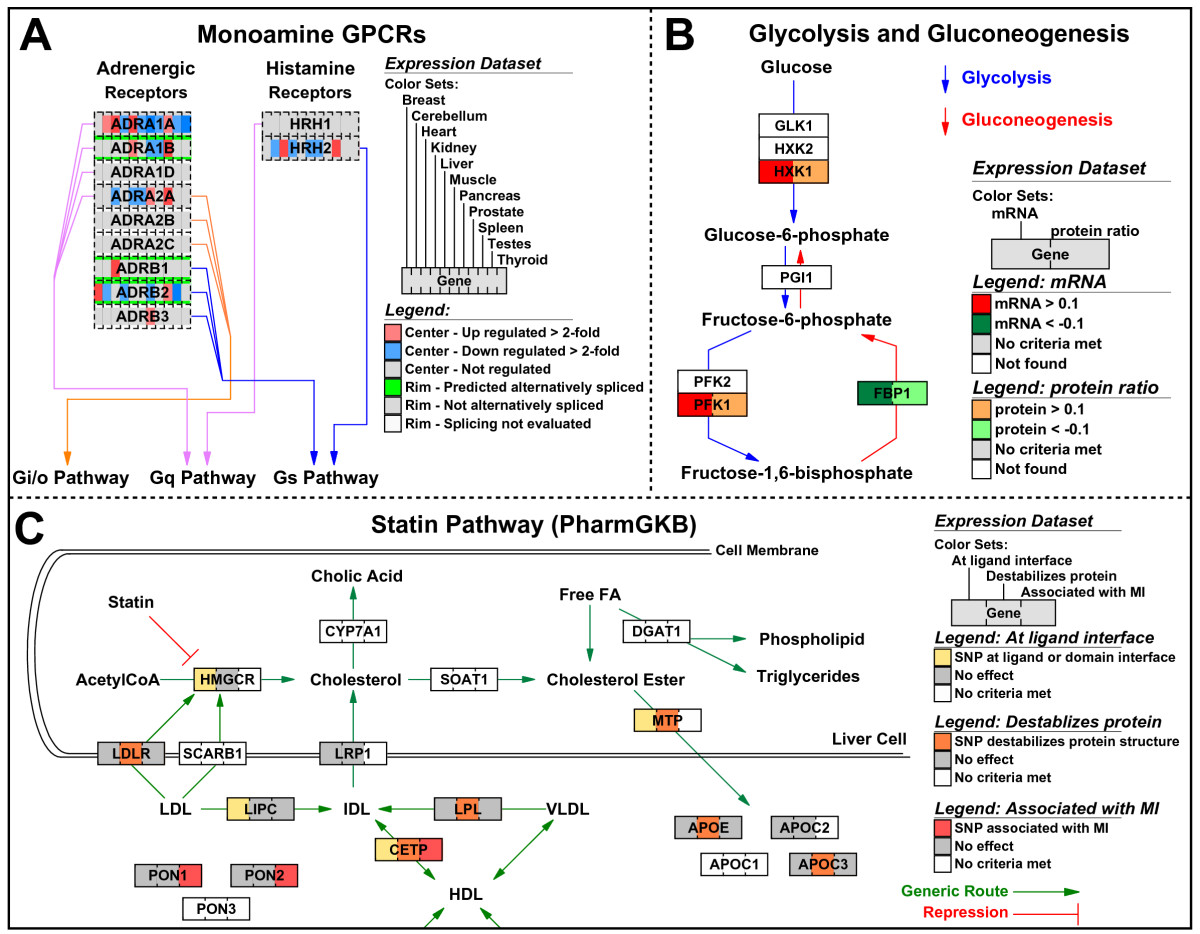 A
Monoamine GPCRs
Adrenergic
Receptors
Histamine
Receptors
ADRA1A
ADRA1B
ADRA1D
ADRA2A
ADRA2B
ADRA2C
ADRB1
ADRB2
ADRB3
HRH1
HRH2
Expression Dataset
Color Sets:
Breast
Cerebellum
Heart
Kidney
Liver
Muscle
Pancreas
Prostate
Spleen
Testes
Thyroid
Gene
Legend:
Center - Up regulated > 2-fold
Center - Down regulated > 2-fold
Center - Not regulated
Rim - Predicted alternatively spliced
Rim - Not alternatively spliced
Rim - Splicing not evaluated
Gi/o Pathway
Gq Pathway
Gs Pathway
B
Glycolysis and Gluconeogenesis
Glucose
GLK1
HXK2
HXK1
Glucose-6-phosphate
PGI1
Fructose-6-phosphate
PFK2
PFK1
FBP1
Fructose-1,6-bisphosphate
Glycolysis
Gluconeogenesis
Expression Dataset
Color Sets:
mRNA
protein ratio
Gene
Legend: mRNA
mRNA > 0.1
mRNA < -0.1
No criteria met
Not found
Legend: protein ratio
protein > 0.1
protein < -0.1
No criteria met
Not found
C
Statin Pathway (PharmGKB)
Cell Membrane
Cholic Acid
Statin
Free FA
CYP7A1
DGAT1
Phospholipid
AcetylCoA
HMGCR
Cholesterol
SOAT1
Cholesterol Ester
Triglycerides
MTP
Liver Cell
LDLR
SCARB1
LRP1
LDL
LIPC
IDL
LPL
VLDL
CETP
APOE
APOC2
APOC1
APOC3
PON1
PON2
PON3
HDL
Expression Dataset
Color Sets:
At ligand interface
Destabilizes protein
Associated with MI
Gene
Legend: At ligand interface
SNP at ligand or domain interface
No effect
No criteria met
Legend: Destablizes protein
SNP destabilizes protein structure
No effect
No criteria met
Legend: Associated with MI
SNP associated with MI
No effect
No criteria met
Generic Route
Repression